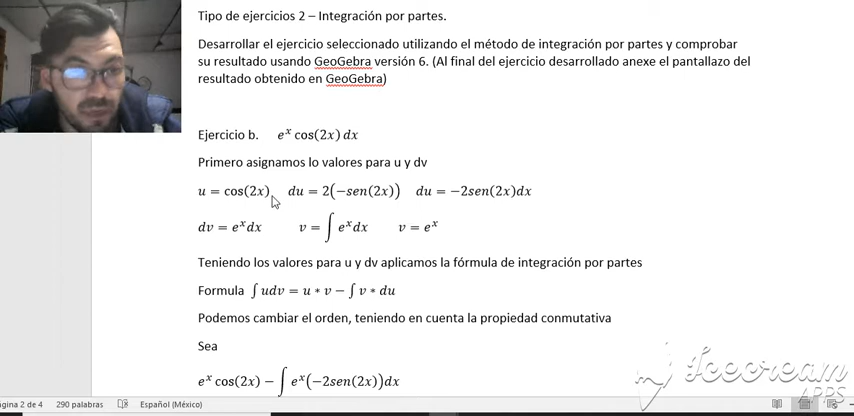 Tipo de ejercicios 2 – Integración por partes.
Desarrollar el ejercicio seleccionado utilizando el método de integración por partes y comprobar
su resultado usando GeoGebra versión 6. (Al final del ejercicio desarrollado anexe el pantallazo del
resultado obtenido en GeoGebra)
Ejercicio b. e^x cos(2x) dx
Primero asignamos lo valores para u y dv
u = cos(2x) du = 2(−sen(2x)) du = −2sen(2x)dx
dv = e^x dx v = ∫ e^x dx v = e^x
Teniendo los valores para u y dv aplicamos la fórmula de integración por partes
Formula ∫ udv = u * v − ∫ v * du
Podemos cambiar el orden, teniendo en cuenta la propiedad conmutativa
Sea
e^x cos(2x) − ∫ e^x(−2sen(2x))dx
Icecream
APPS
ágina 2 de 4 290 palabras Español (México)